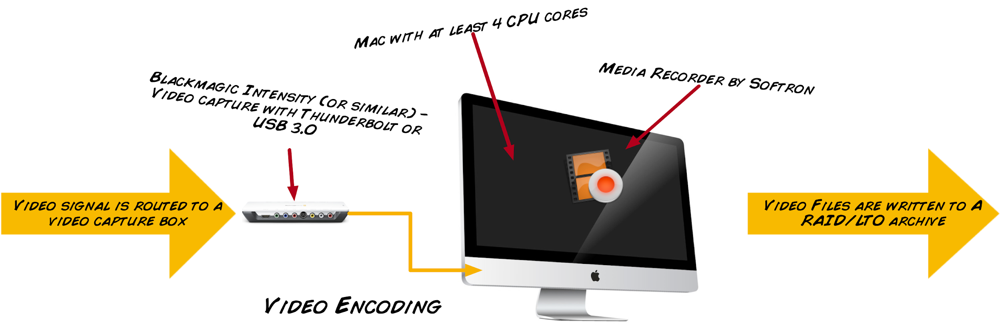 Mac with at least 4 CPU cores
Media Recorder by Softron
Blackmagic Intensity (or similar) -
Video capture with Thunderbolt or
USB 3.0
Video signal is routed to a
video capture box
Video Files are written to a
RAID/LTO archive
Video Encoding